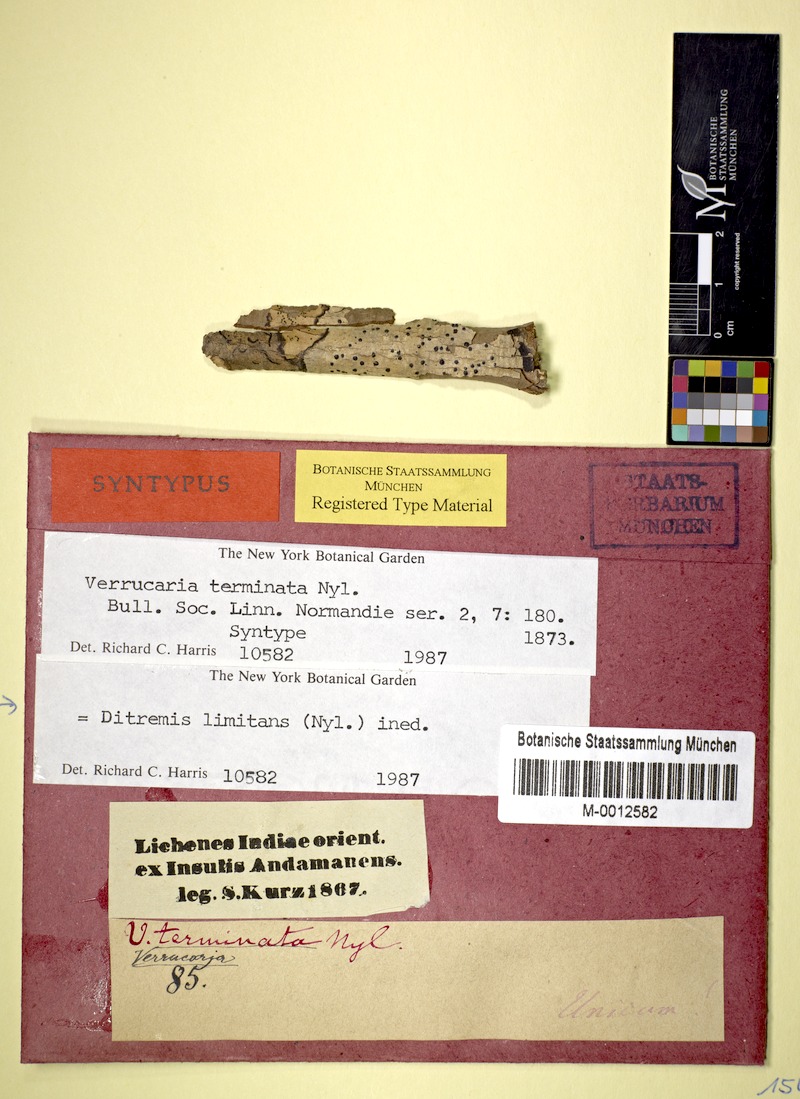 BOTANISCHE
STAATSSAMMLUNG
MÜNCHEN
copyright reserved
0 1 2
cm
SYNTYPUS
BOTANISCHE STAATSSAMMLUNG
MÜNCHEN
Registered Type Material
STAATS-
HERBARIUM
MÜNCHEN
The New York Botanical Garden
Verrucaria terminata Nyl.
Bull. Soc. Linn. Normandie ser. 2, 7: 180.
Syntype 1873.
Det. Richard C. Harris 10582 1987
The New York Botanical Garden
= Ditremis limitans (Nyl.) ined.
Det. Richard C. Harris 10582 1987
Botanische Staatssammlung München
M-0012582
Lichenes Indiae orient.
ex Insulis Andamanens.
leg. S. Kurz 1867.
V. terminata Nyl.
Verrucaria
85.
Unicum!